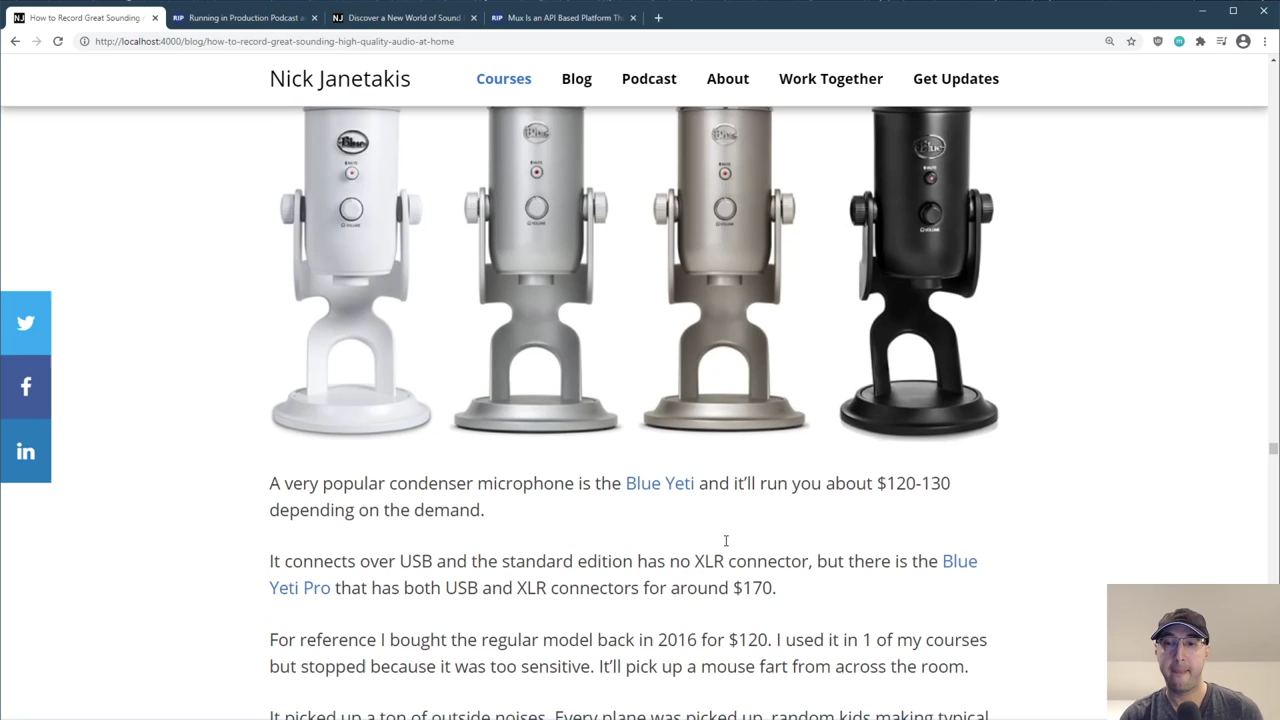 How to Record Great Sounding
Running in Production Podcast a
Discover a New World of Sound
Mux Is an API Based Platform Th
http://localhost:4000/blog/how-to-record-great-sounding-high-quality-audio-at-home
Nick Janetakis
Courses
Blog
Podcast
About
Work Together
Get Updates
Blue
MUTE
VOLUME
A very popular condenser microphone is the Blue Yeti and it'll run you about $120-130
depending on the demand.
It connects over USB and the standard edition has no XLR connector, but there is the Blue
Yeti Pro that has both USB and XLR connectors for around $170.
For reference I bought the regular model back in 2016 for $120. I used it in 1 of my courses
but stopped because it was too sensitive. It'll pick up a mouse fart from across the room.
It picked up a ton of outside noises. Every plane was picked up, random kids making typical